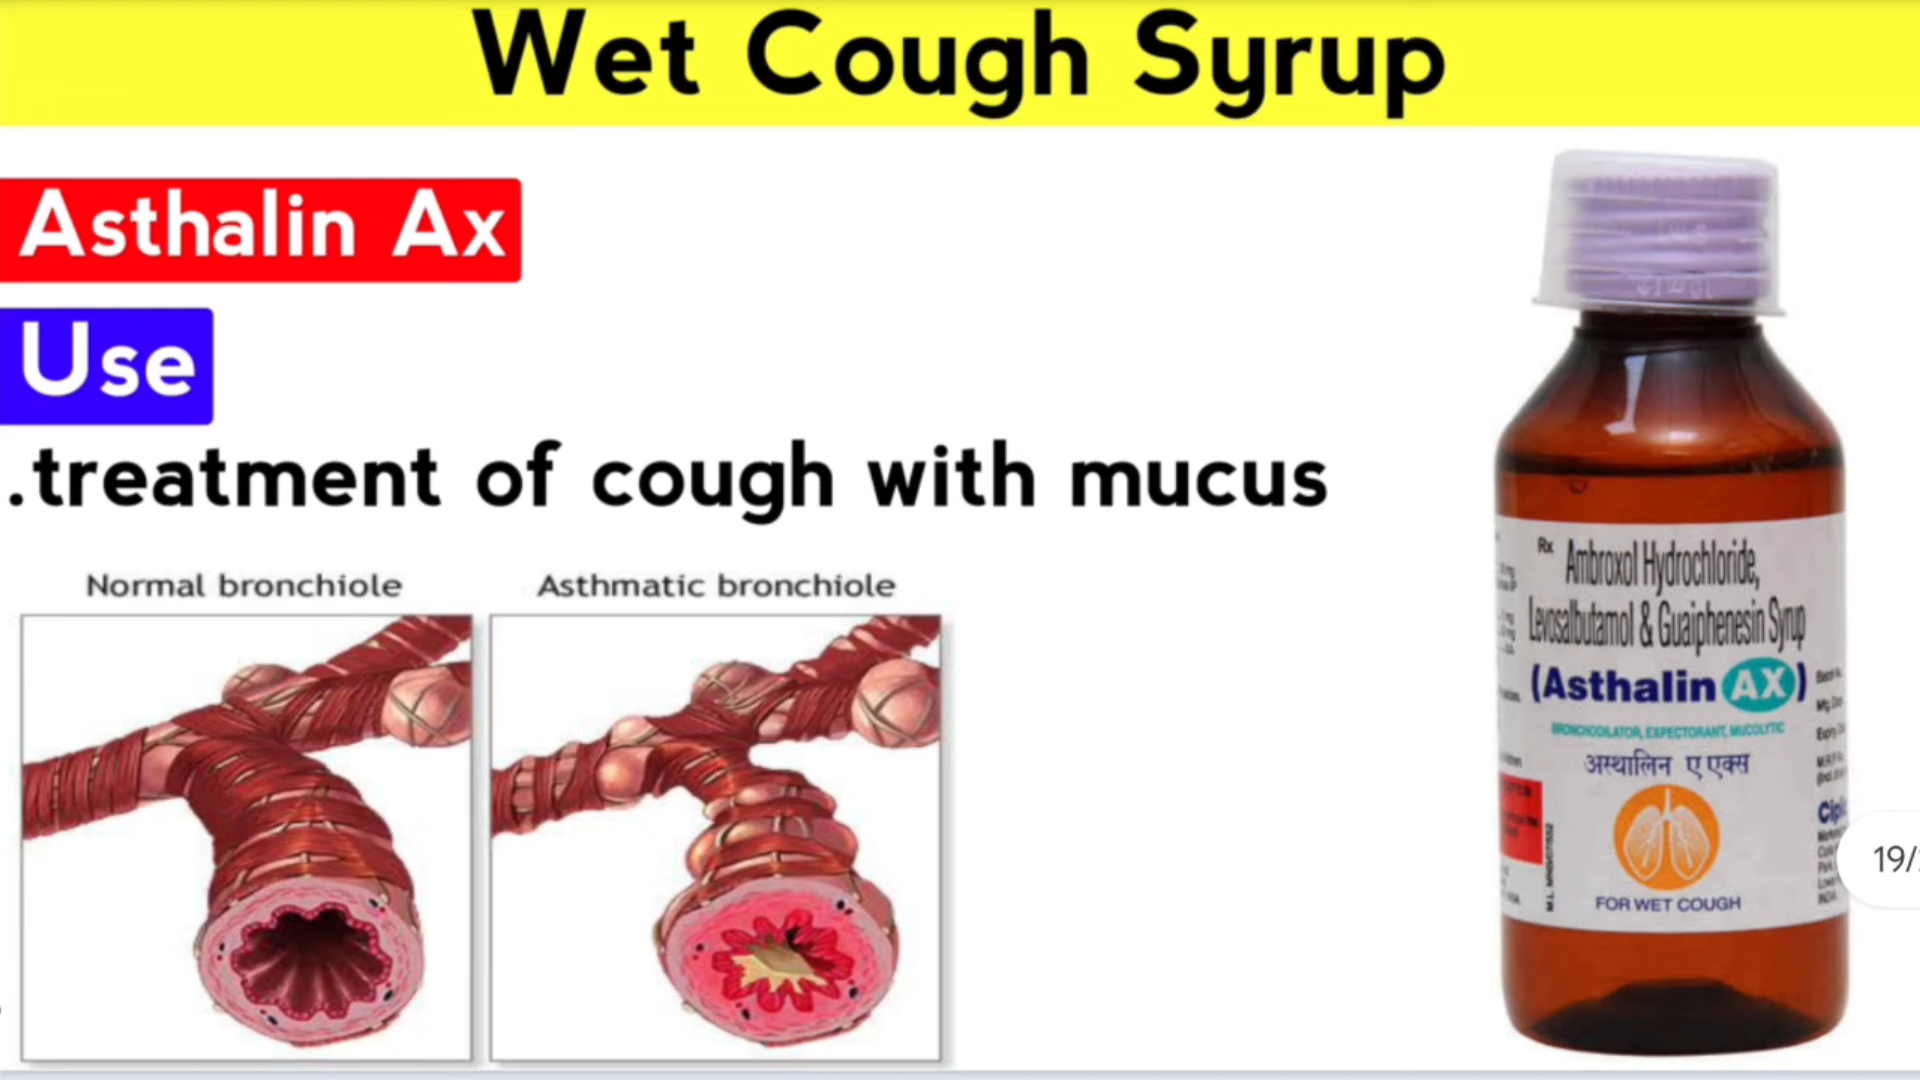 Wet Cough Syrup
Asthalin Ax
Use
.treatment of cough with mucus
Normal bronchiole
Asthmatic bronchiole
Rx
Ambroxol Hydrochloride,
Levosalbutamol & Guaiphenesin Syrup
(Asthalin AX)
BRONCHODILATOR, EXPECTORANT, MUCOLYTIC
अस्थालिन ए एक्स
FOR WET COUGH
19/